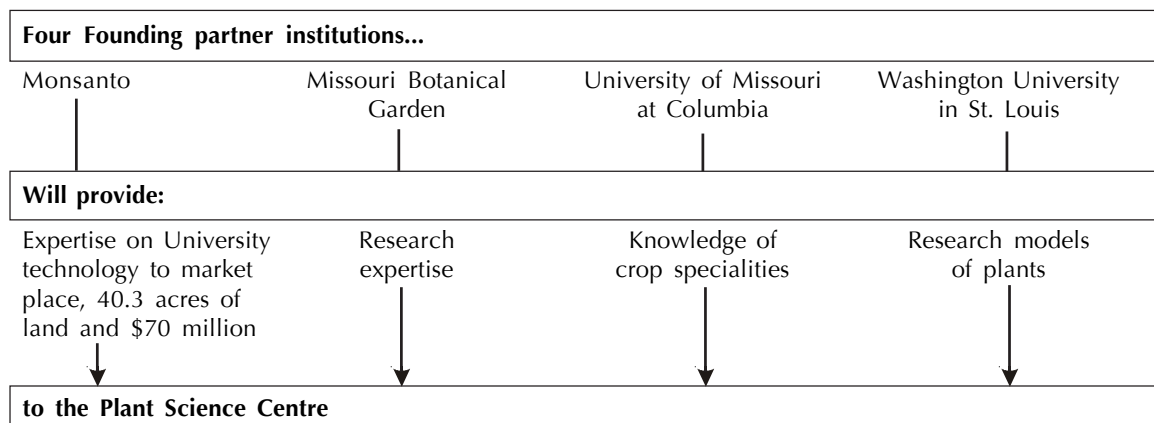 Four Founding partner institutions...
Monsanto
Missouri Botanical
Garden
University of Missouri
at Columbia
Washington University
in St. Louis
Will provide:
Expertise on University
technology to market
place, 40.3 acres of
land and $70 million
Research
expertise
Knowledge of
crop specialities
Research models
of plants
to the Plant Science Centre